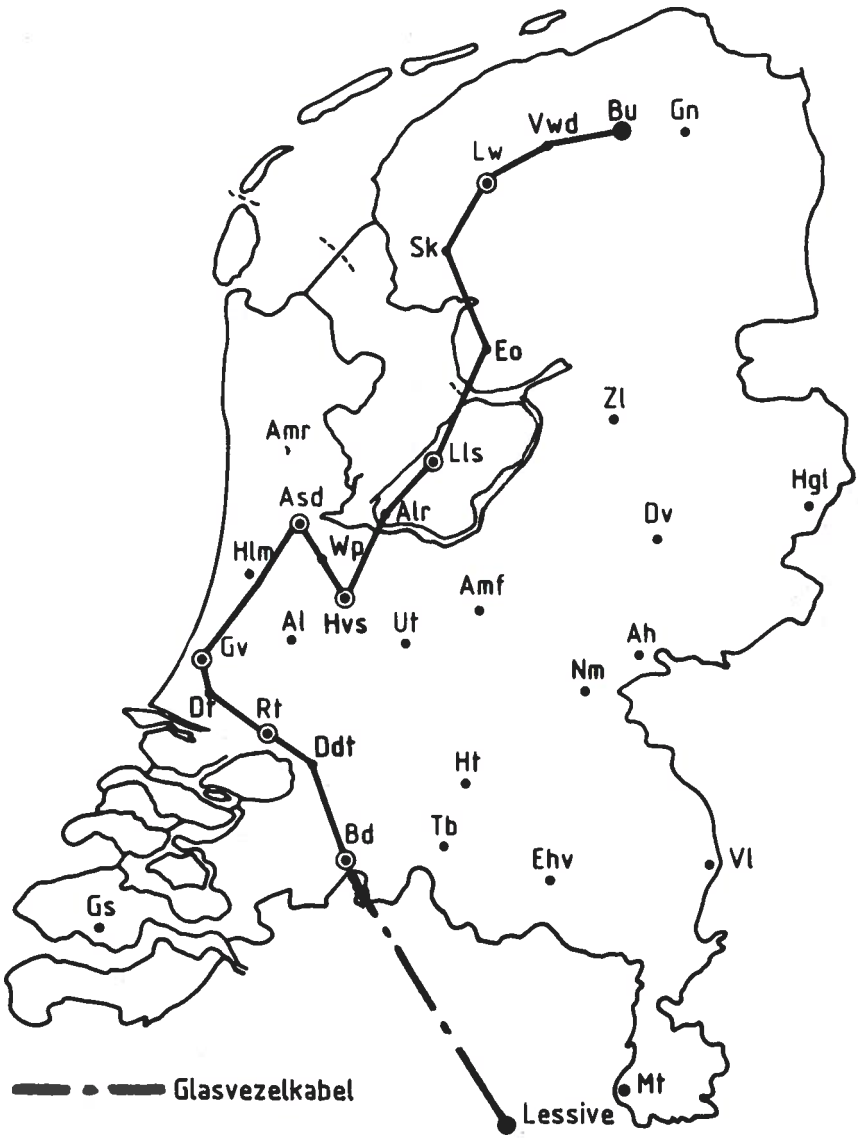 Bu
Gn
Vwd
Lw
Sk
Eo
Zl
Amr
Lls
Hgl
Asd
Alr
Dv
Wp
Hlm
Amf
Al
Hvs
Ut
Gv
Ah
Nm
Dt
Rt
Ddt
Ht
Bd
Tb
Ehv
Vl
Gs
Glasvezelkabel
Mt
Lessive